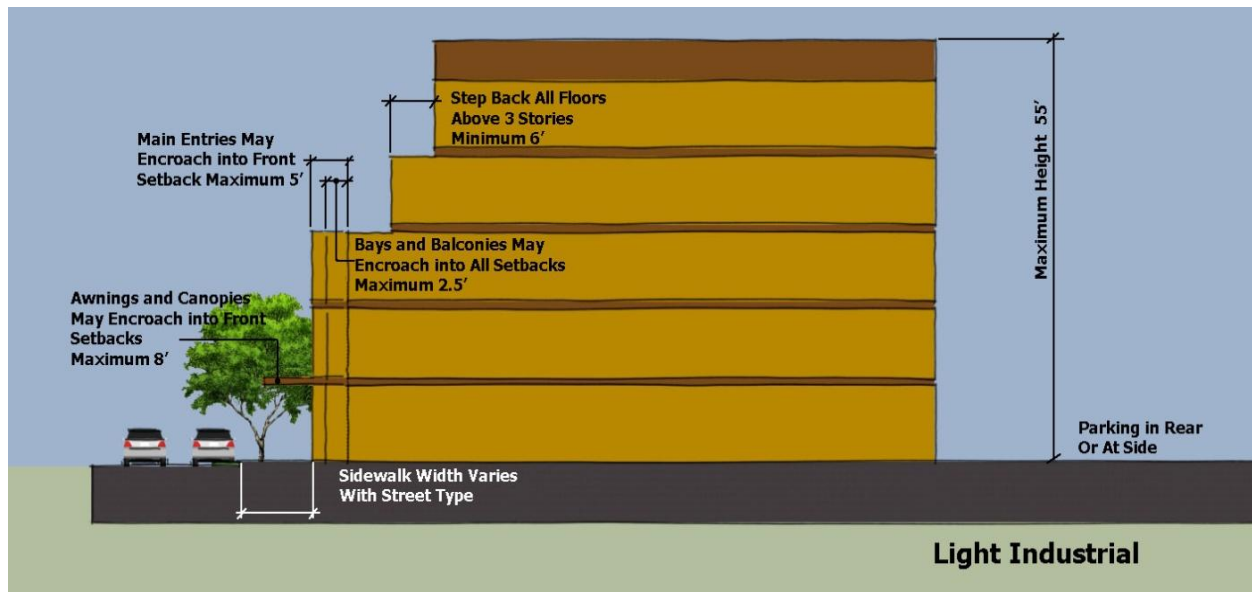 Step Back All Floors
Above 3 Stories
Minimum 6'
Main Entries May
Encroach into Front
Setback Maximum 5'
Maximum Height 55'
Bays and Balconies May
Encroach into All Setbacks
Maximum 2.5'
Awnings and Canopies
May Encroach into Front
Setbacks
Maximum 8'
Parking in Rear
Or At Side
Sidewalk Width Varies
With Street Type
Light Industrial